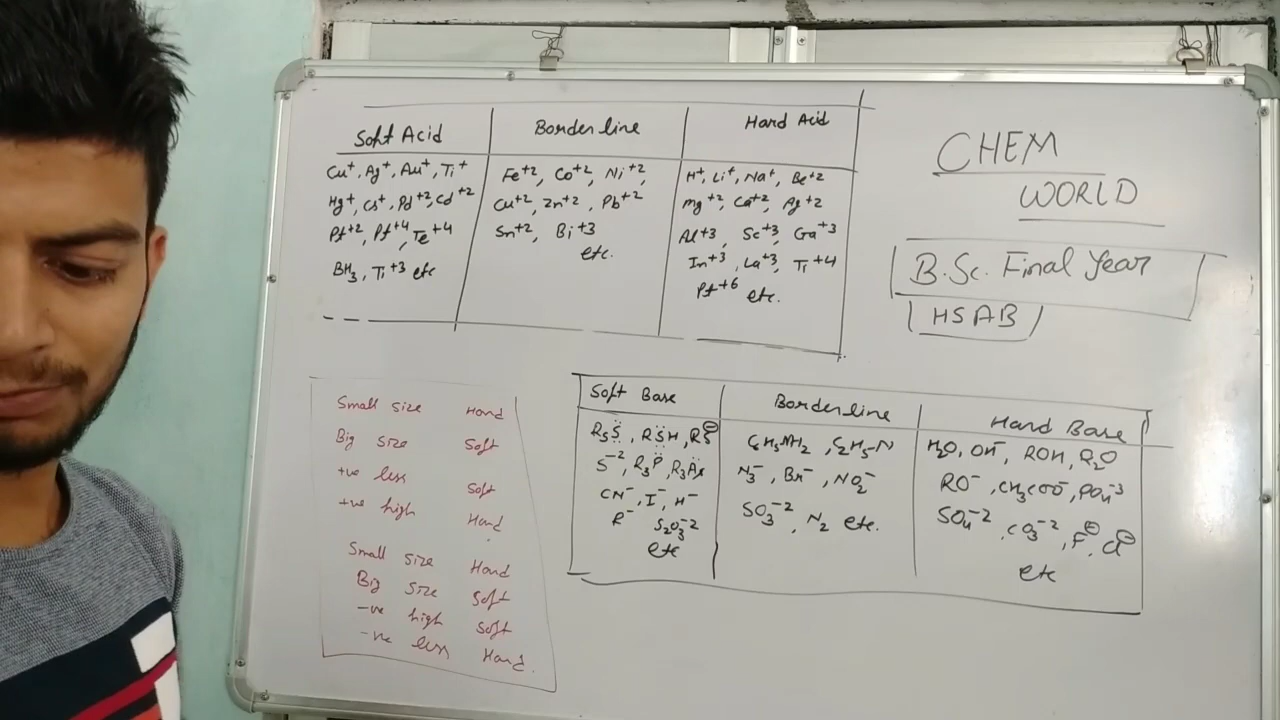 Soft Acid
Cu⁺, Ag⁺, Au⁺, Ti⁺
Hg⁺, Cs⁺, Pd⁺², Cd⁺²
Pt⁺², Pt⁺⁴, Te⁺⁴
BH₃, Ti⁺³ etc
Borderline
Fe⁺², Co⁺², Ni⁺²,
Cu⁺², Zn⁺², Pb⁺²
Sn⁺², Bi⁺³
etc.
Hard Acid
H⁺, Li⁺, Na⁺, Be⁺²
Mg⁺², Ca⁺², Ag⁺²
Al⁺³, Sc⁺³, Ga⁺³
In⁺³, La⁺³, Ti⁺⁴
Pt⁺⁶ etc.
CHEM
WORLD
B.Sc. Final Year
HSAB
Small size Hard
Big size Soft
+ve less Soft
+ve high Hard
Small size Hard
Big size Soft
-ve high Soft
-ve less Hard.
Soft Base
R₂S, RSH, RS⊖
S⁻², R₃P, R₃As
CN⁻, I⁻, H⁻
R⁻ S₂O₃⁻²
etc
Borderline
C₆H₅NH₂, C₅H₅N
N₃⁻, Br⁻, NO₂⁻
SO₃⁻², N₂ etc.
Hard Base
H₂O, OH⁻, ROH, R₂O
RO⁻, CH₃COO⁻, PO₄⁻³
SO₄⁻², CO₃⁻², F⊖, Cl⊖
etc